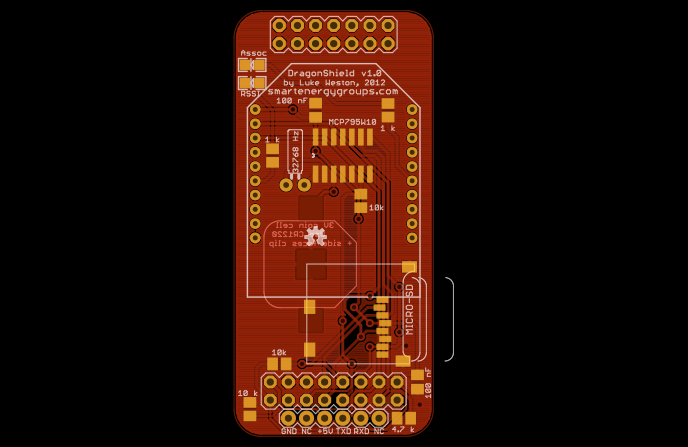 Assoc
RSSI
DragonShield v1.0
by Luke Weston, 2012
smartenergygroups.com
100 nF
1 k
MCP795W10
1 k
32768 Hz
10k
3V coin cell
CR1220
+ side faces clip
MICRO-SD
10k
100 nF
10 k
4.7 k
GND NC +5V TXD RXD NC